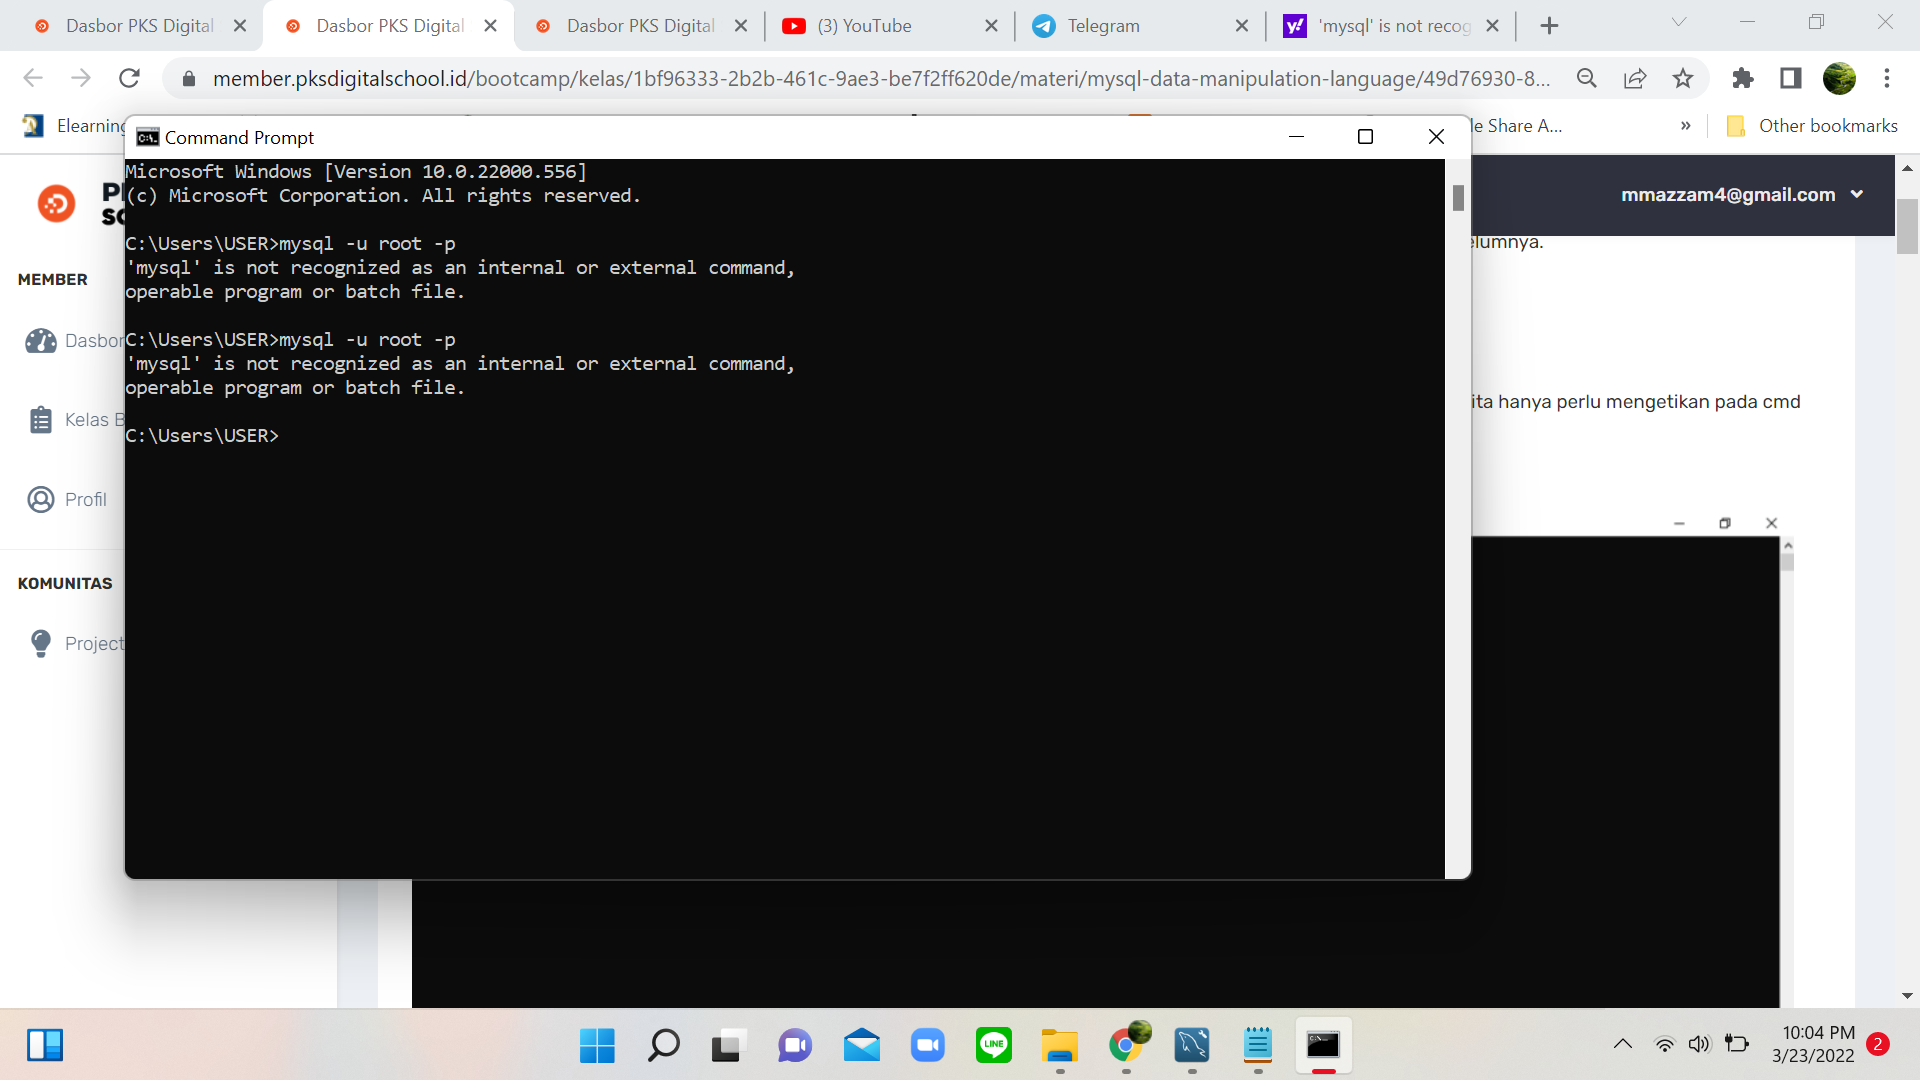 Dasbor PKS Digital
Dasbor PKS Digital
Dasbor PKS Digital
(3) YouTube
Telegram
'mysql' is not recog
member.pksdigitalschool.id/bootcamp/kelas/1bf96333-2b2b-461c-9ae3-be7f2ff620de/materi/mysql-data-manipulation-language/49d76930-8...
Elearning
le Share A...
»
Other bookmarks
Command Prompt
Microsoft Windows [Version 10.0.22000.556]
(c) Microsoft Corporation. All rights reserved.
C:\Users\USER>mysql -u root -p
'mysql' is not recognized as an internal or external command,
operable program or batch file.
C:\Users\USER>mysql -u root -p
'mysql' is not recognized as an internal or external command,
operable program or batch file.
C:\Users\USER>
mmazzam4@gmail.com
elumnya.
ita hanya perlu mengetikan pada cmd
MEMBER
Dasbor
Kelas B
Profil
KOMUNITAS
Project
LINE
10:04 PM
3/23/2022
2